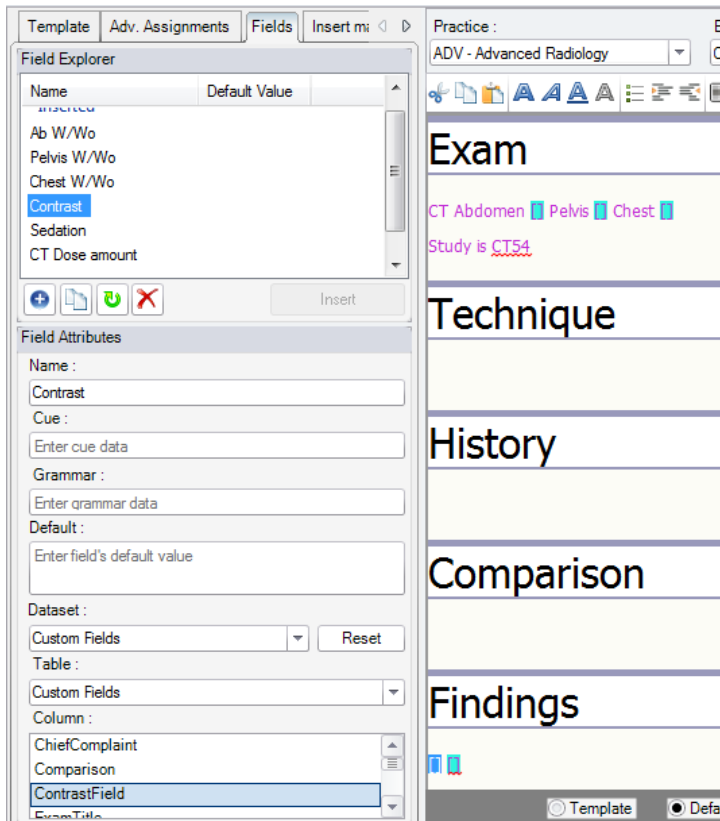 Template
Adv. Assignments
Fields
Insert ma
Field Explorer
Name
Default Value
Inserted
Ab W/Wo
Pelvis W/Wo
Chest W/Wo
Contrast
Sedation
CT Dose amount
Insert
Field Attributes
Name :
Contrast
Cue :
Enter cue data
Grammar :
Enter grammar data
Default :
Enter field's default value
Dataset :
Custom Fields
Reset
Table :
Custom Fields
Column :
ChiefComplaint
Comparison
ContrastField
ExamTitle
Practice :
ADV - Advanced Radiology
Exam
CT Abdomen [] Pelvis [] Chest []
Study is CT54
Technique
History
Comparison
Findings
[] []
Template
Defa